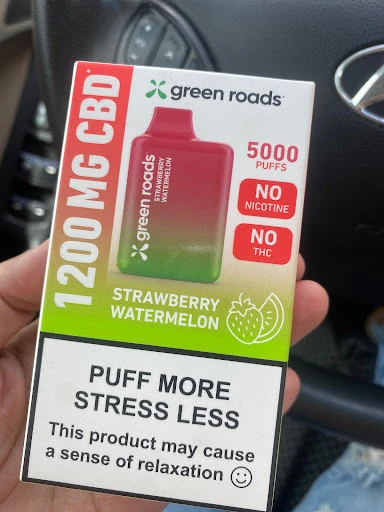 green roads
1200 MG CBD*
green roads
STRAWBERRY
WATERMELON
5000
PUFFS
NO
NICOTINE
NO
THC
STRAWBERRY
WATERMELON
PUFF MORE
STRESS LESS
This product may cause
a sense of relaxation ☺